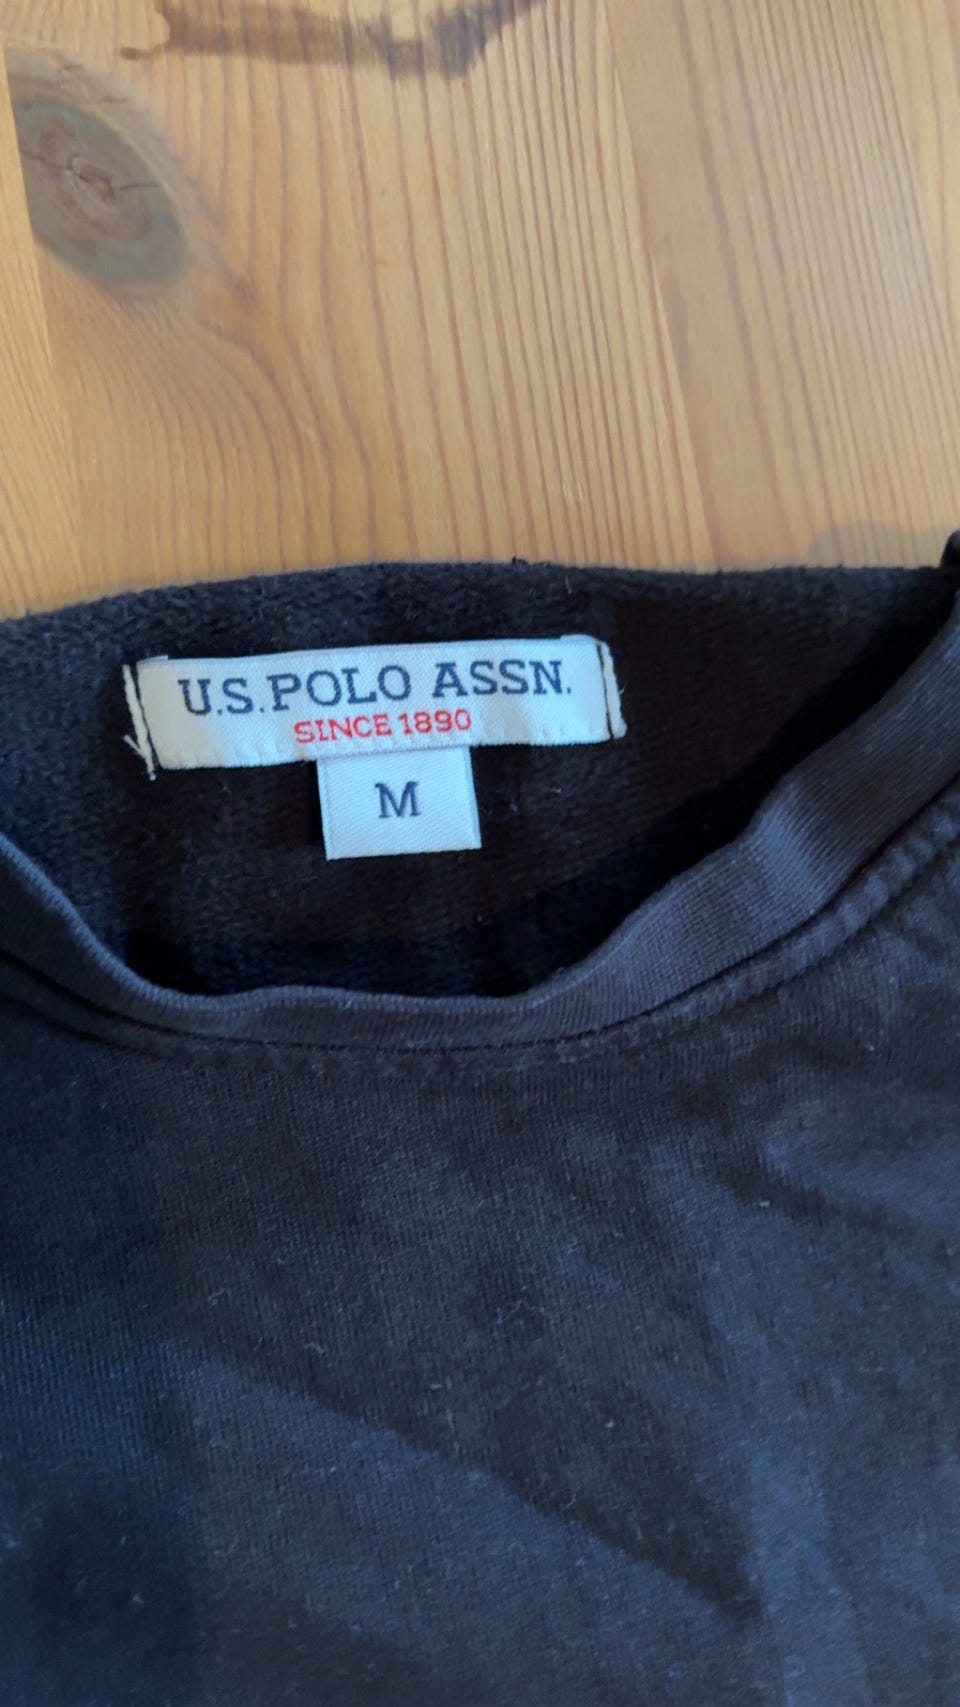 U.S. POLO ASSN.
SINCE 1890
M